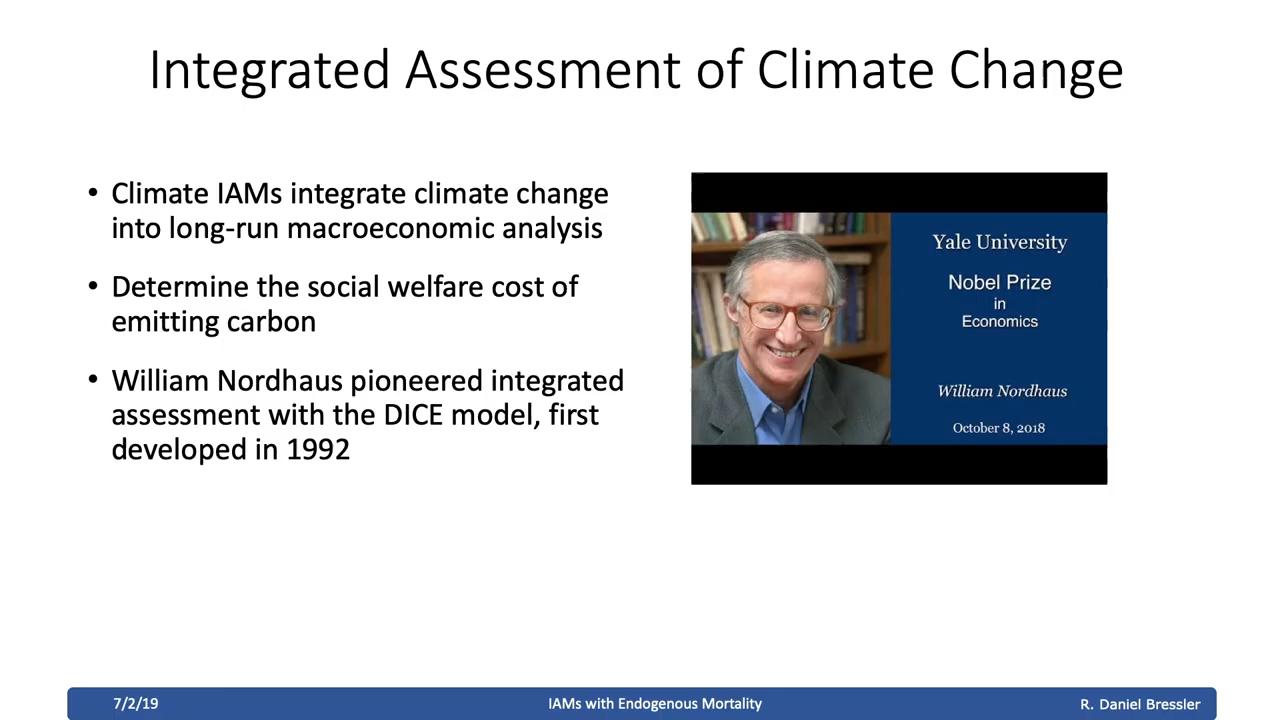 Integrated Assessment of Climate Change
• Climate IAMs integrate climate change
into long-run macroeconomic analysis
• Determine the social welfare cost of
emitting carbon
• William Nordhaus pioneered integrated
assessment with the DICE model, first
developed in 1992
Yale University
Nobel Prize
in
Economics
William Nordhaus
October 8, 2018
7/2/19
IAMs with Endogenous Mortality
R. Daniel Bressler